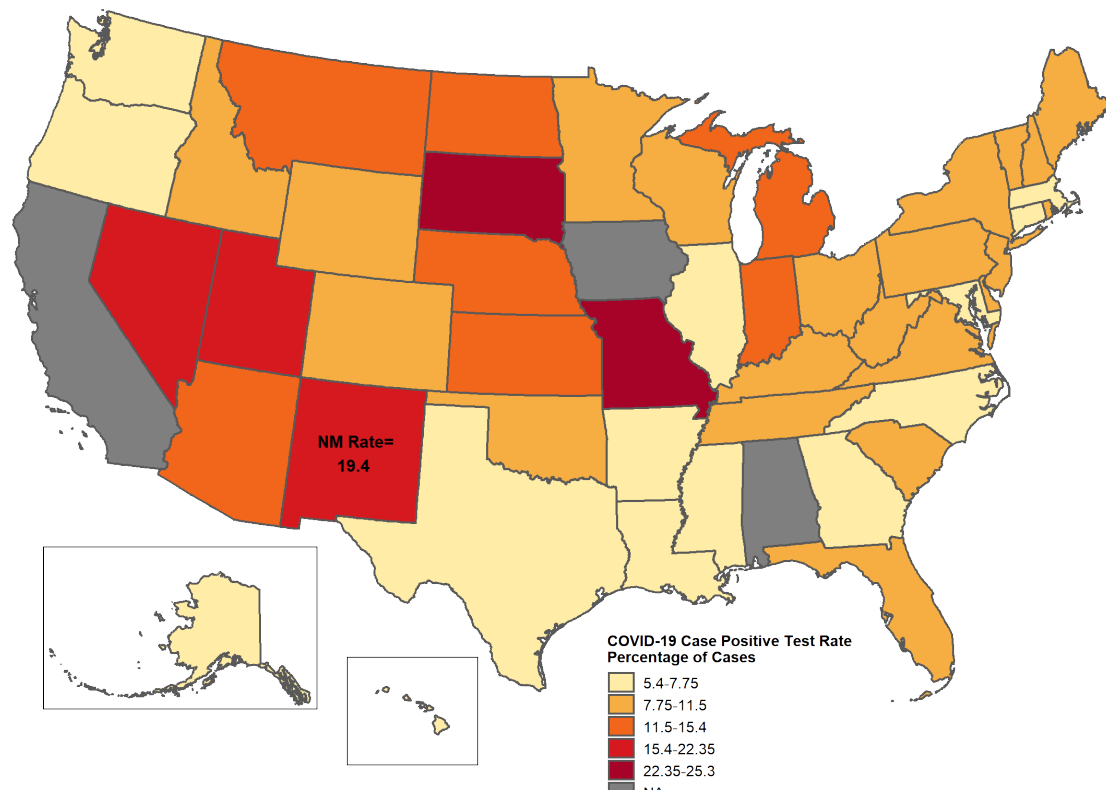 NM Rate=
19.4
COVID-19 Case Positive Test Rate
Percentage of Cases
5.4-7.75
7.75-11.5
11.5-15.4
15.4-22.35
22.35-25.3
NA